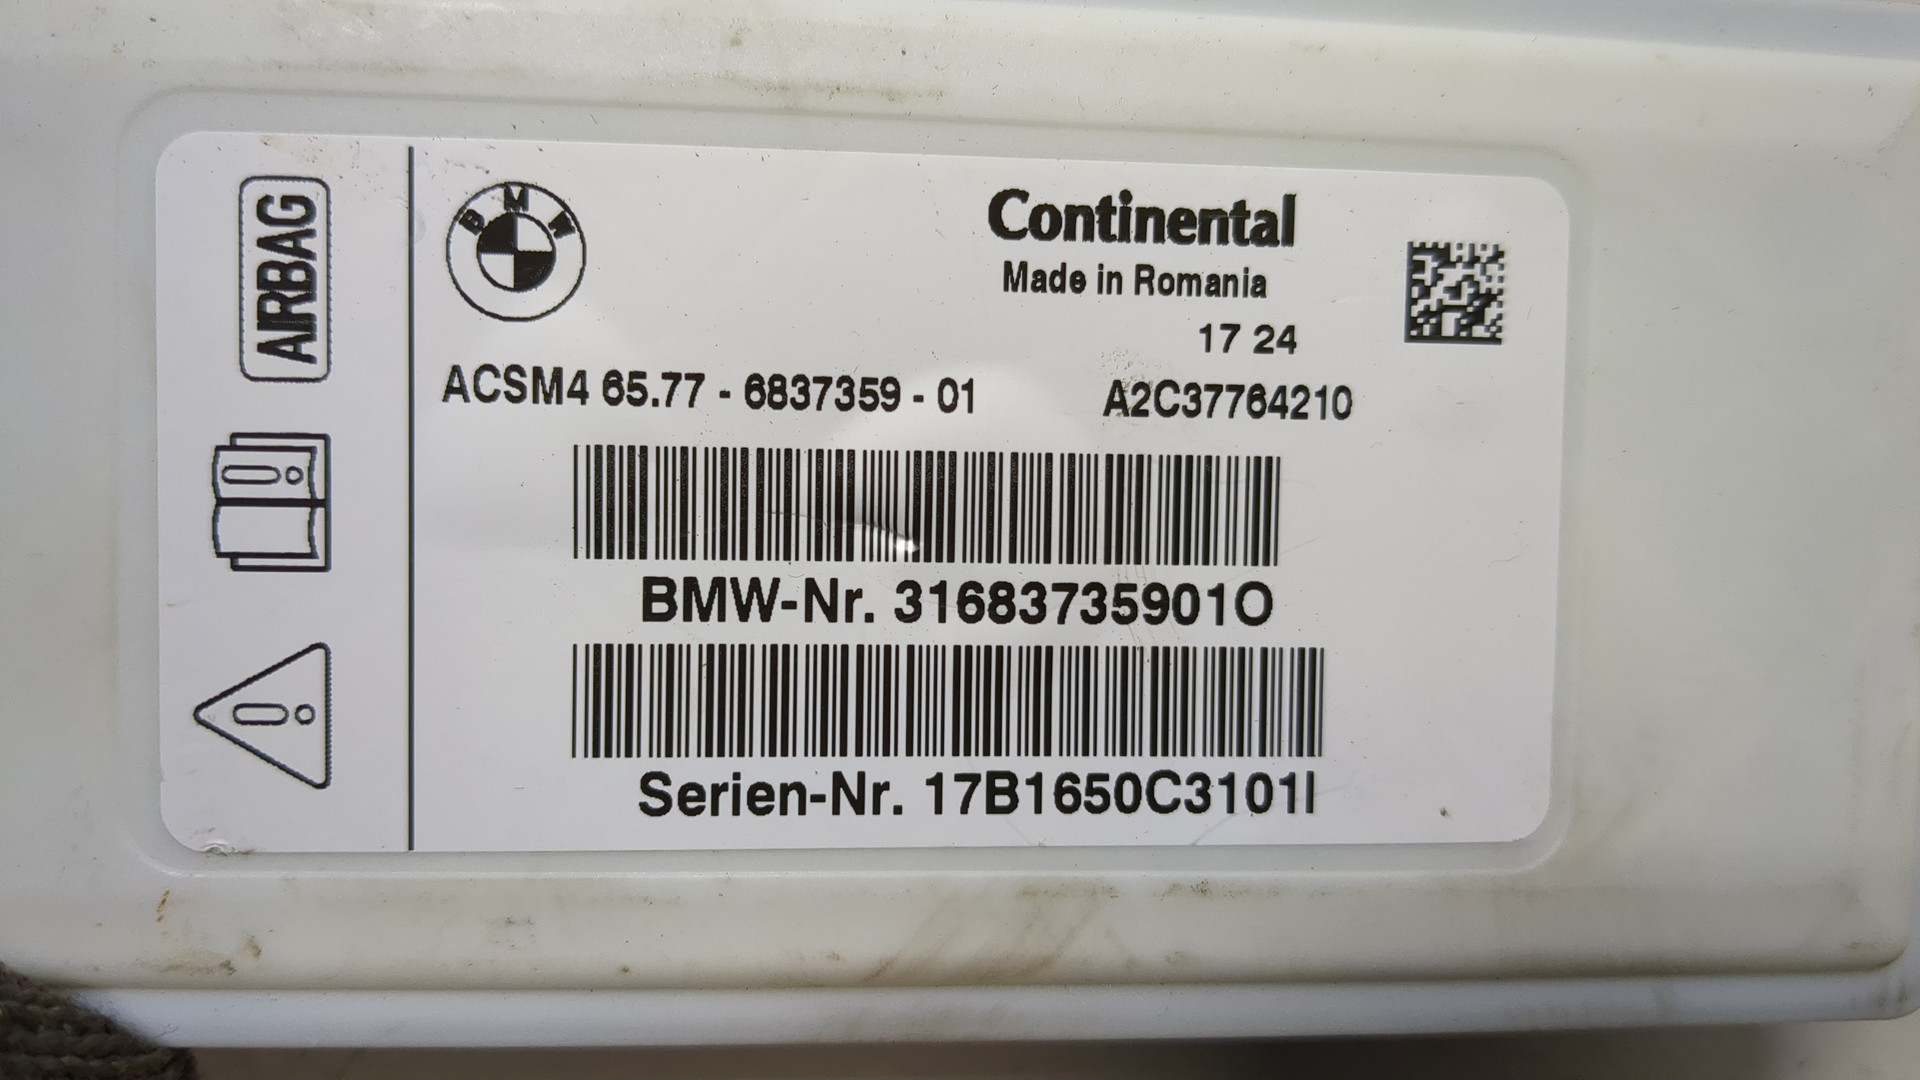 AIRBAG
BMW
Continental
Made in Romania
17 24
ACSM4 65.77 - 6837359 - 01 A2C37764210
BMW-Nr. 31683735901O
Serien-Nr. 17B1650C3101I